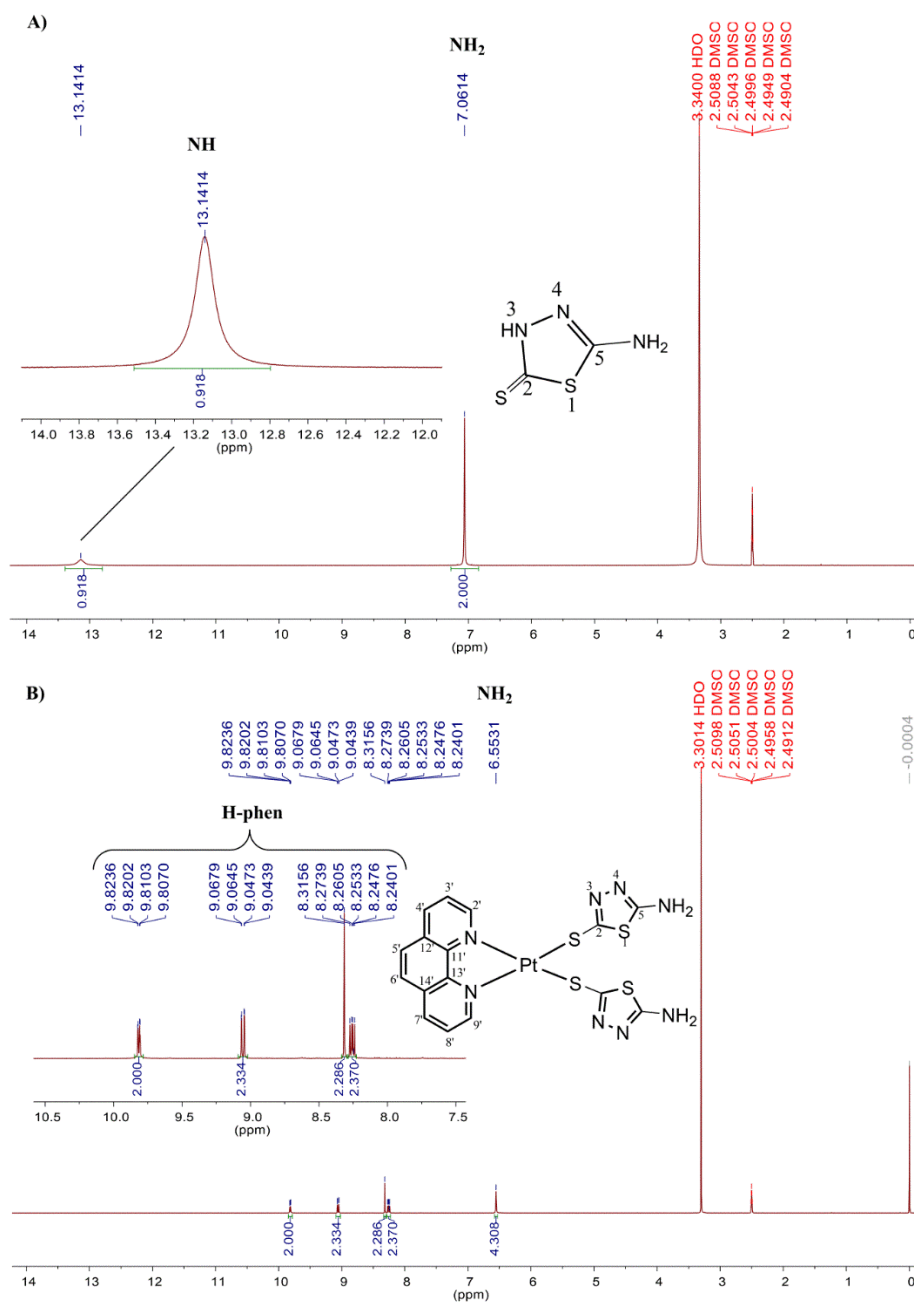 A)
NH2
— 13.1414
— 7.0614
3.3400 HDO
2.5088 DMSO
2.5043 DMSO
2.4996 DMSO
2.4949 DMSO
2.4904 DMSO
NH
— 13.1414
0.918
14.0 13.8 13.6 13.4 13.2 13.0 12.8 12.6 12.4 12.2 12.0
(ppm)
4
3
HN
N
NH2
5
2
S
S
1
0.918
2.000
14 13 12 11 10 9 8 7 6 5 4 3 2 1 0
(ppm)
B)
NH2
9.8236
9.8202
9.8103
9.8070
9.0679
9.0645
9.0473
9.0439
8.3156
8.2739
8.2605
8.2533
8.2476
8.2401
— 6.5531
3.3014 HDO
2.5098 DMSO
2.5051 DMSO
2.5004 DMSO
2.4958 DMSO
2.4912 DMSO
— -0.0004
H-phen
9.8236
9.8202
9.8103
9.8070
9.0679
9.0645
9.0473
9.0439
8.3156
8.2739
8.2605
8.2533
8.2476
8.2401
2.000
2.334
2.286
2.370
10.5 10.0 9.5 9.0 8.5 8.0 7.5
(ppm)
3'
4'
2'
5'
12'
11'
6'
14'
13'
7'
8'
9'
N
N
Pt
S
S
3
4
N
N
5
NH2
2
S
1
S
NH2
N
N
2.000
2.334
2.286
2.370
4.308
14 13 12 11 10 9 8 7 6 5 4 3 2 1 0
(ppm)